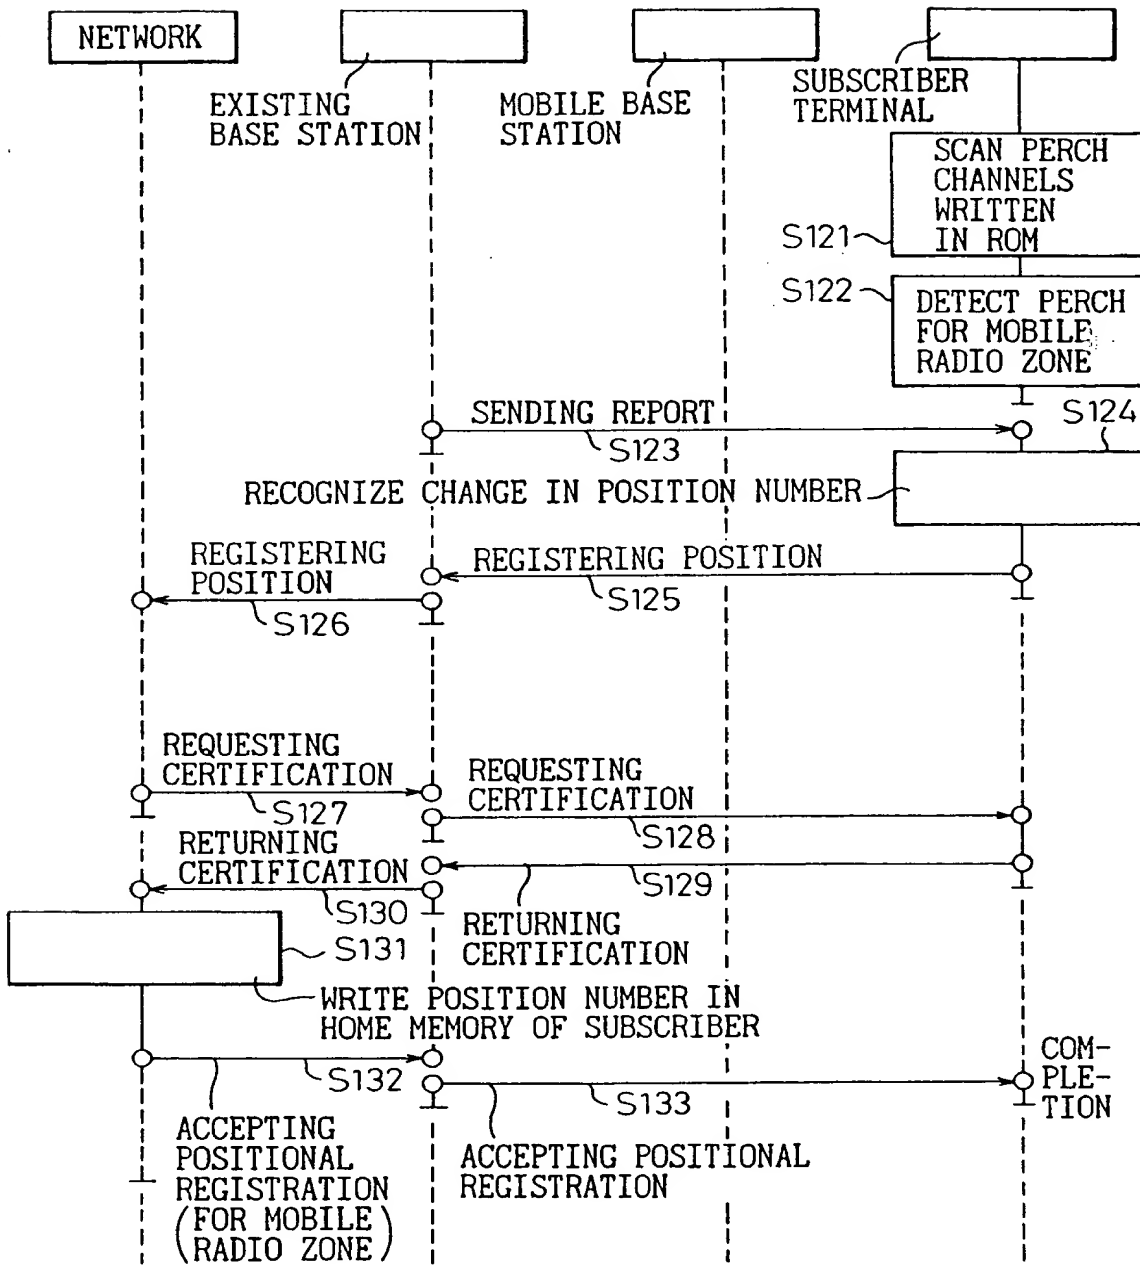 NETWORK
EXISTING
BASE STATION
MOBILE BASE
STATION
SUBSCRIBER
TERMINAL
SCAN PERCH
CHANNELS
WRITTEN
IN ROM
S121
S122
DETECT PERCH
FOR MOBILE
RADIO ZONE
SENDING REPORT
S123
S124
RECOGNIZE CHANGE IN POSITION NUMBER
REGISTERING
POSITION
REGISTERING POSITION
S125
S126
REQUESTING
CERTIFICATION
S127
REQUESTING
CERTIFICATION
S128
RETURNING
CERTIFICATION
S129
S130
RETURNING
CERTIFICATION
S131
WRITE POSITION NUMBER IN
HOME MEMORY OF SUBSCRIBER
S132
S133
COM-
PLE-
TION
ACCEPTING
POSITIONAL
REGISTRATION
(FOR MOBILE
RADIO ZONE)
ACCEPTING POSITIONAL
REGISTRATION